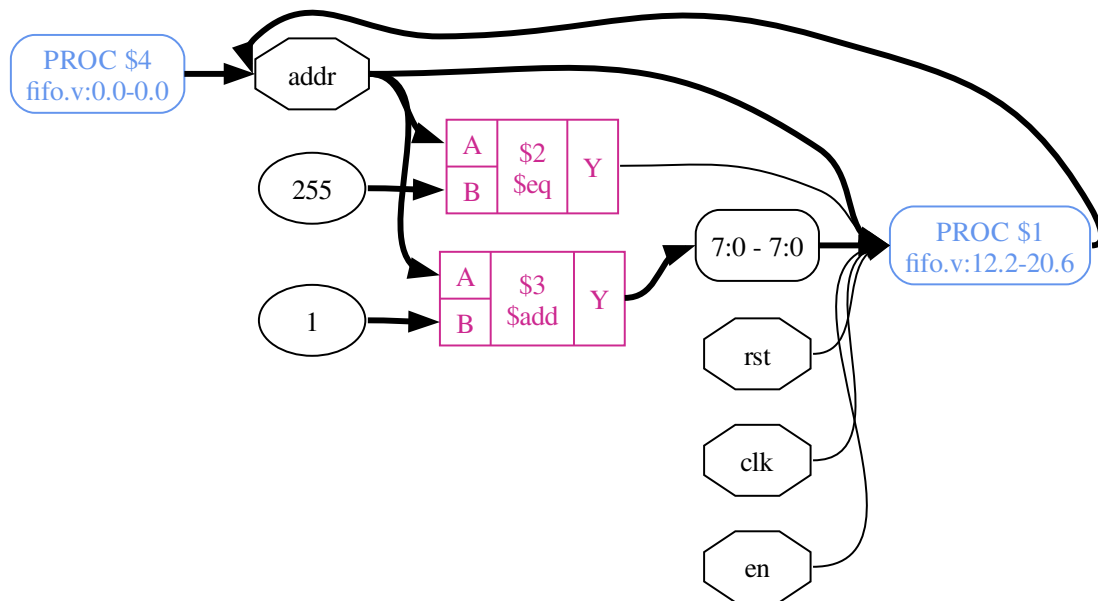 PROC $4
fifo.v:0.0-0.0
addr
255
1
A
B
$2
$eq
Y
A
B
$3
$add
Y
7:0 - 7:0
rst
clk
en
PROC $1
fifo.v:12.2-20.6